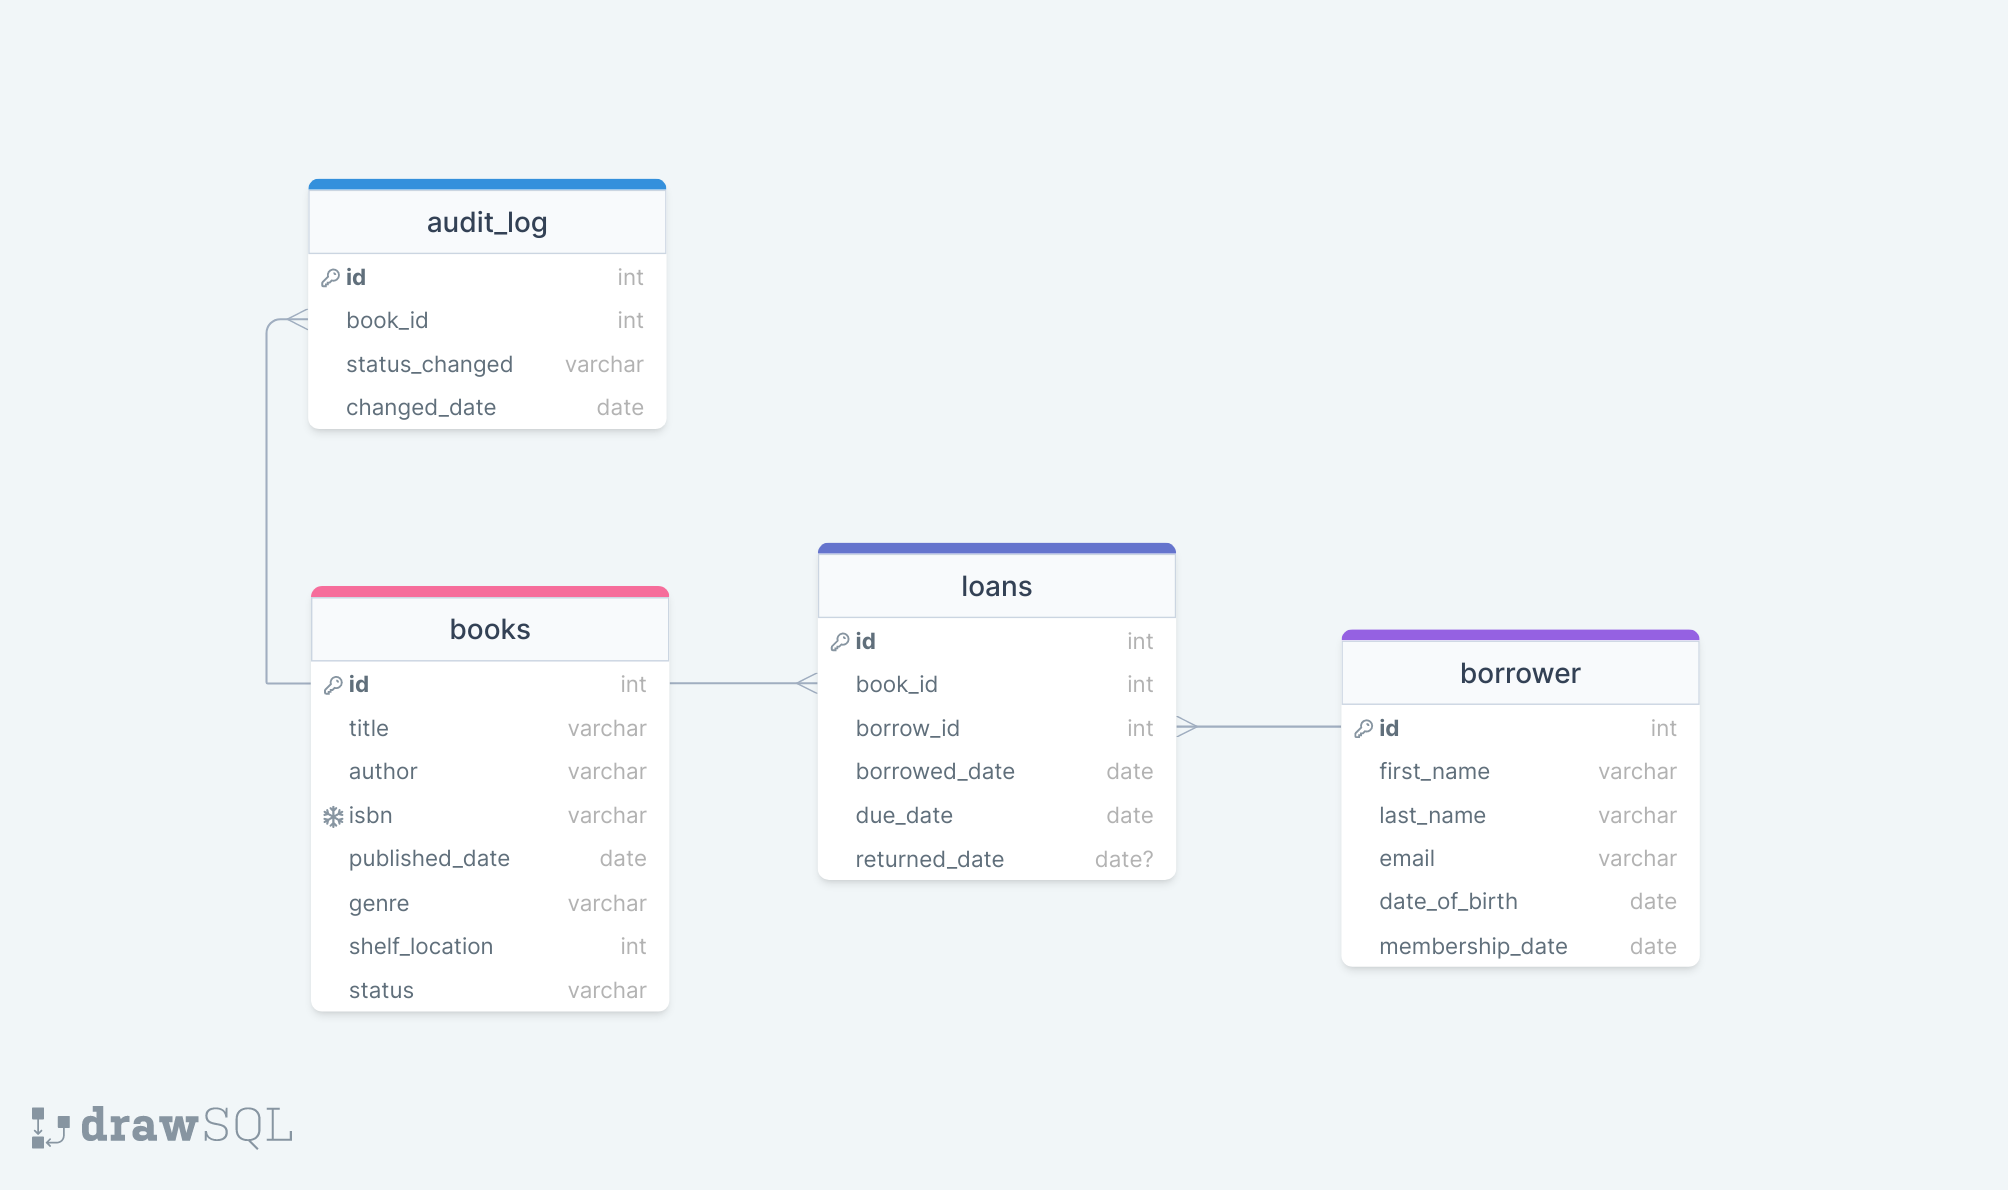 audit_log
id int
book_id int
status_changed varchar
changed_date date
books
id int
title varchar
author varchar
isbn varchar
published_date date
genre varchar
shelf_location int
status varchar
loans
id int
book_id int
borrow_id int
borrowed_date date
due_date date
returned_date date?
borrower
id int
first_name varchar
last_name varchar
email varchar
date_of_birth date
membership_date date
drawSQL